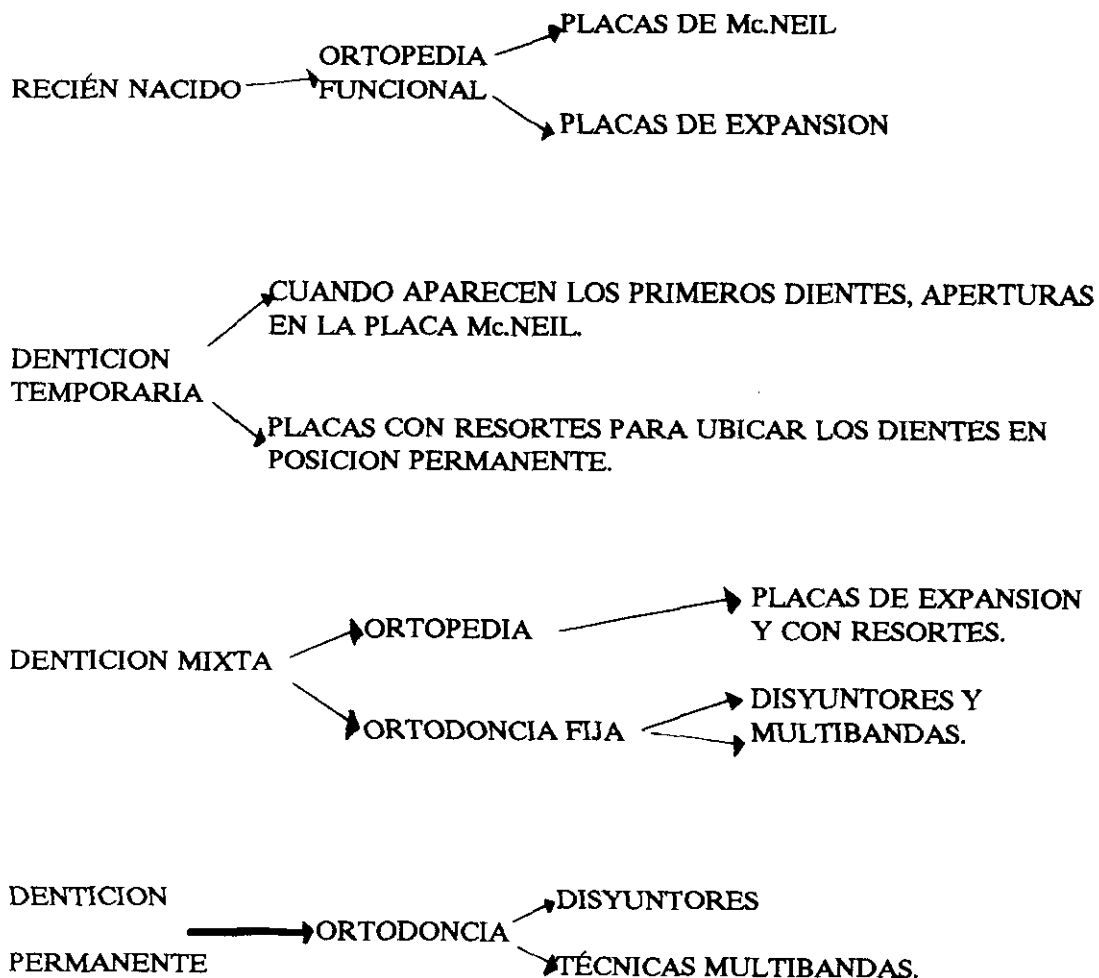 PLACAS DE Mc.NEIL
ORTOPEDIA
RECIÉN NACIDO FUNCIONAL
PLACAS DE EXPANSION
CUANDO APARECEN LOS PRIMEROS DIENTES, APERTURAS
EN LA PLACA Mc.NEIL.
DENTICION
TEMPORARIA
PLACAS CON RESORTES PARA UBICAR LOS DIENTES EN
POSICION PERMANENTE.
PLACAS DE EXPANSION
ORTOPEDIA Y CON RESORTES.
DENTICION MIXTA
DISYUNTORES Y
ORTODONCIA FIJA MULTIBANDAS.
DENTICION DISYUNTORES
ORTODONCIA
PERMANENTE TÉCNICAS MULTIBANDAS.